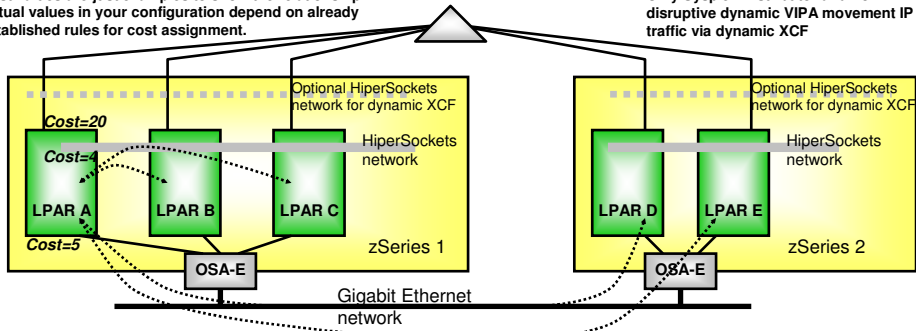 tual values in your configuration depend on already
tablished rules for cost assignment.
disruptive dynamic VIPA movement IP
traffic via dynamic XCF
Optional HiperSockets
network for dynamic XCF
Optional HiperSockets
network for dynamic XCF
Cost=20
HiperSockets
network
HiperSockets
network
Cost=4
LPAR A
LPAR B
LPAR C
LPAR D
LPAR E
Cost=5
zSeries 1
zSeries 2
OSA-E
OSA-E
Gigabit Ethernet
network